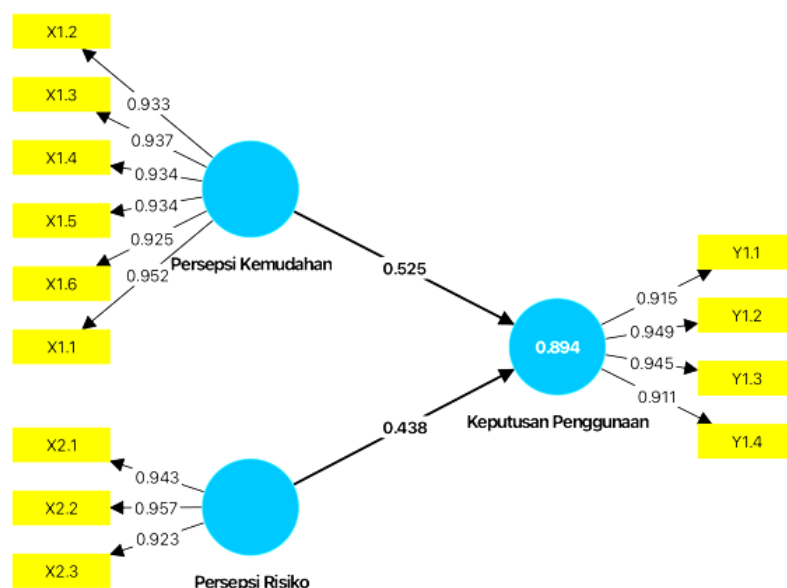 X1.2
X1.3
X1.4
X1.5
X1.6
X1.1
0.933
0.937
0.934
0.934
0.925
0.952
Persepsi Kemudahan
0.525
X2.1
X2.2
X2.3
0.943
0.957
0.923
Persepsi Risiko
0.438
0.894
Keputusan Penggunaan
0.915
0.949
0.945
0.911
Y1.1
Y1.2
Y1.3
Y1.4